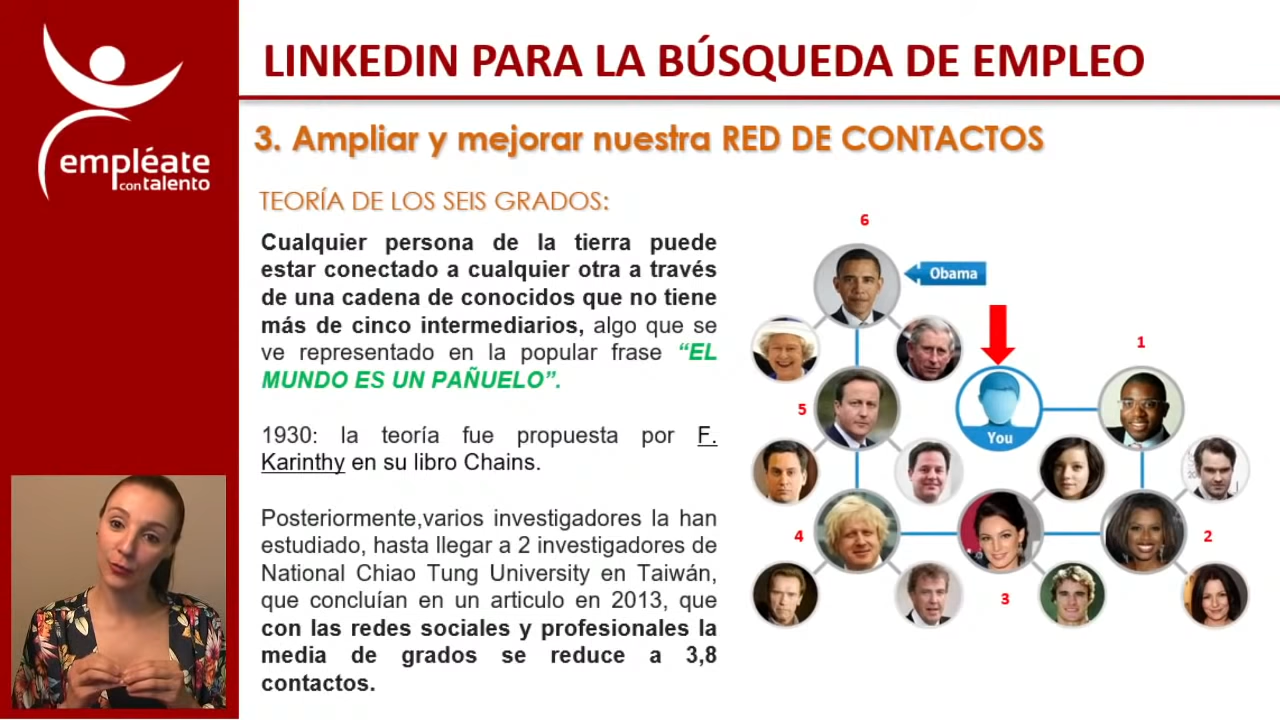 LINKEDIN PARA LA BÚSQUEDA DE EMPLEO
empléate
con talento
3. Ampliar y mejorar nuestra RED DE CONTACTOS
TEORÍA DE LOS SEIS GRADOS:
Cualquier persona de la tierra puede
estar conectado a cualquier otra a través
de una cadena de conocidos que no tiene
más de cinco intermediarios, algo que se
ve representado en la popular frase “EL
MUNDO ES UN PAÑUELO”.
1930: la teoría fue propuesta por F.
Karinthy en su libro Chains.
Posteriormente,varios investigadores la han
estudiado, hasta llegar a 2 investigadores de
National Chiao Tung University en Taiwán,
que concluían en un articulo en 2013, que
con las redes sociales y profesionales la
media de grados se reduce a 3,8
contactos.
6
Obama
1
5
You
4
2
3